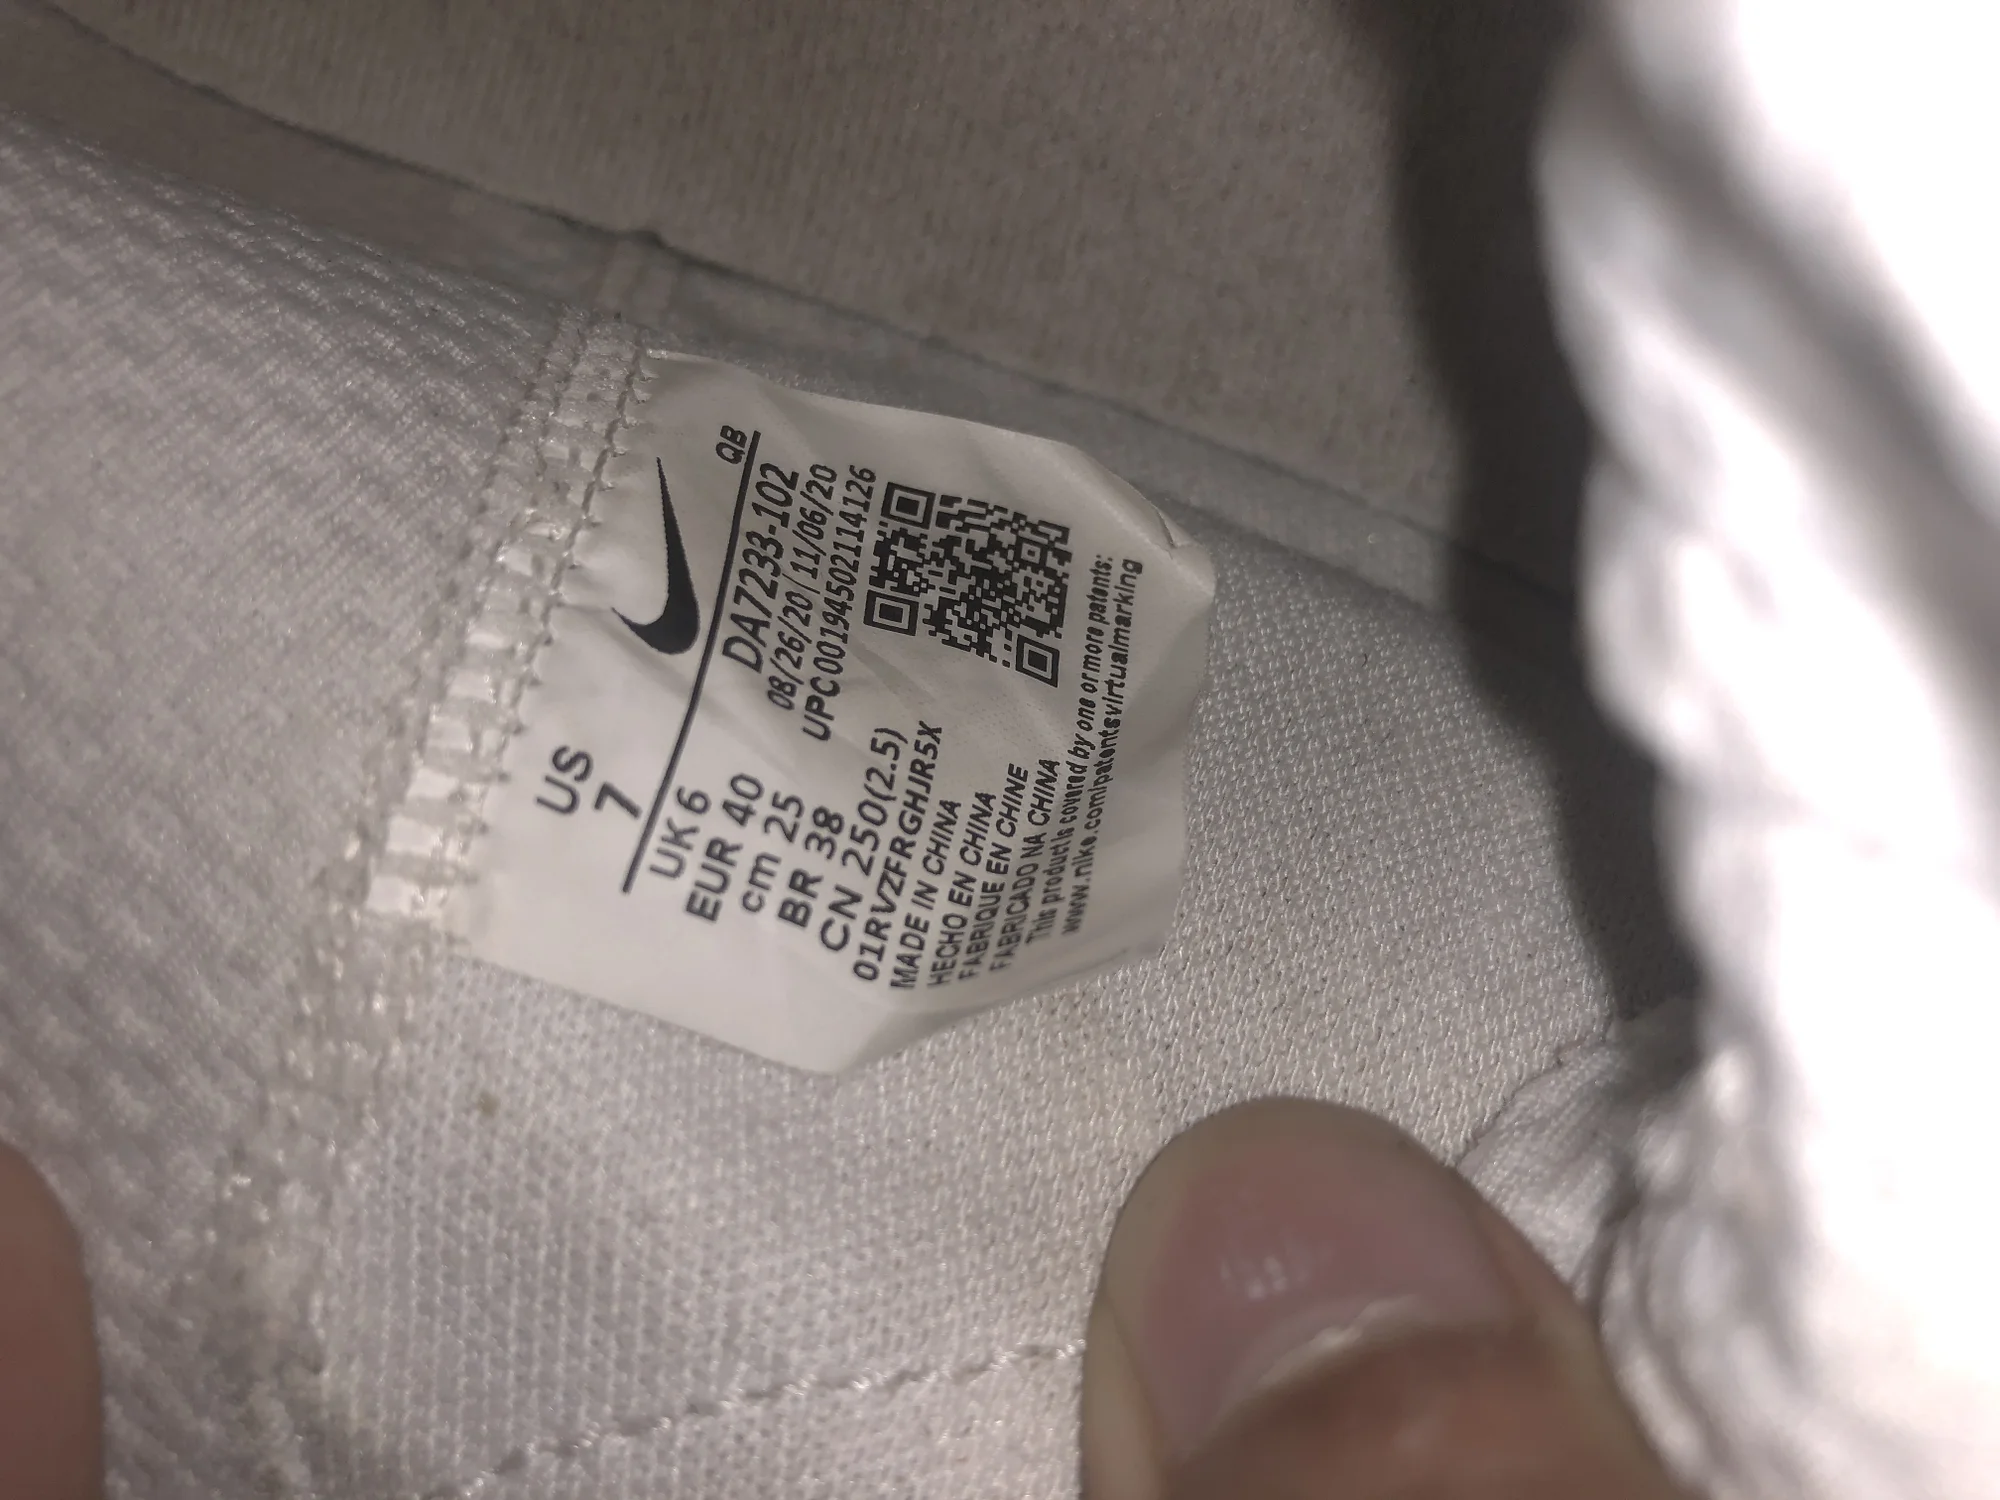 QB
US
7
DA7233-102
08/26/20 | 11/06/20
UPC00194502114126
UK 6
EUR 40
cm 25
BR 38
CN 250(2.5)
01RVZFRGHJR5X
MADE IN CHINA
HECHO EN CHINA
FABRIQUE EN CHINE
FABRICADO NA CHINA
This product is covered by one or more patents:
www.nike.com/patentsvirtualmarking